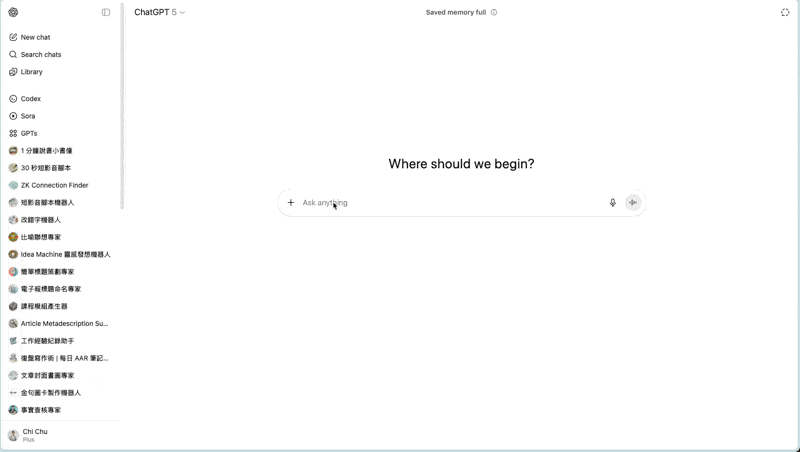 ChatGPT 5
Saved memory full
New chat
Search chats
Library
Codex
Sora
GPTs
1 分鐘說書小書僮
30 秒短影音腳本
ZK Connection Finder
短影音腳本機器人
改錯字機器人
比喻聯想專家
Idea Machine 靈感發想機器人
簡單標題策劃專家
電子報標題命名專家
課程模組產生器
Article Metadescription Su...
工作經驗紀錄助手
復盤寫作術 | 每日 AAR 筆記...
文章封面畫圖專家
金句圖卡製作機器人
事實查核專家
Chi Chu
Plus
Where should we begin?
Ask anything